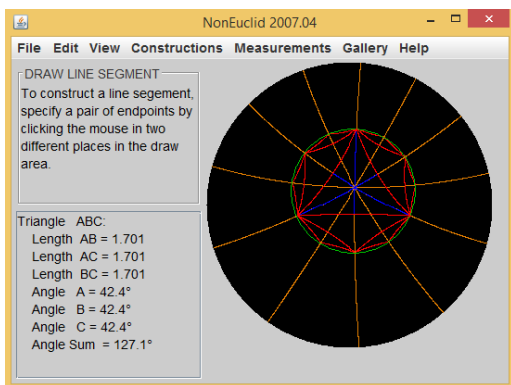 NonEuclid 2007.04
File Edit View Constructions Measurements Gallery Help
DRAW LINE SEGMENT
To construct a line segement,
specify a pair of endpoints by
clicking the mouse in two
different places in the draw
area.
Triangle ABC:
Length AB = 1.701
Length AC = 1.701
Length BC = 1.701
Angle A = 42.4°
Angle B = 42.4°
Angle C = 42.4°
Angle Sum = 127.1°